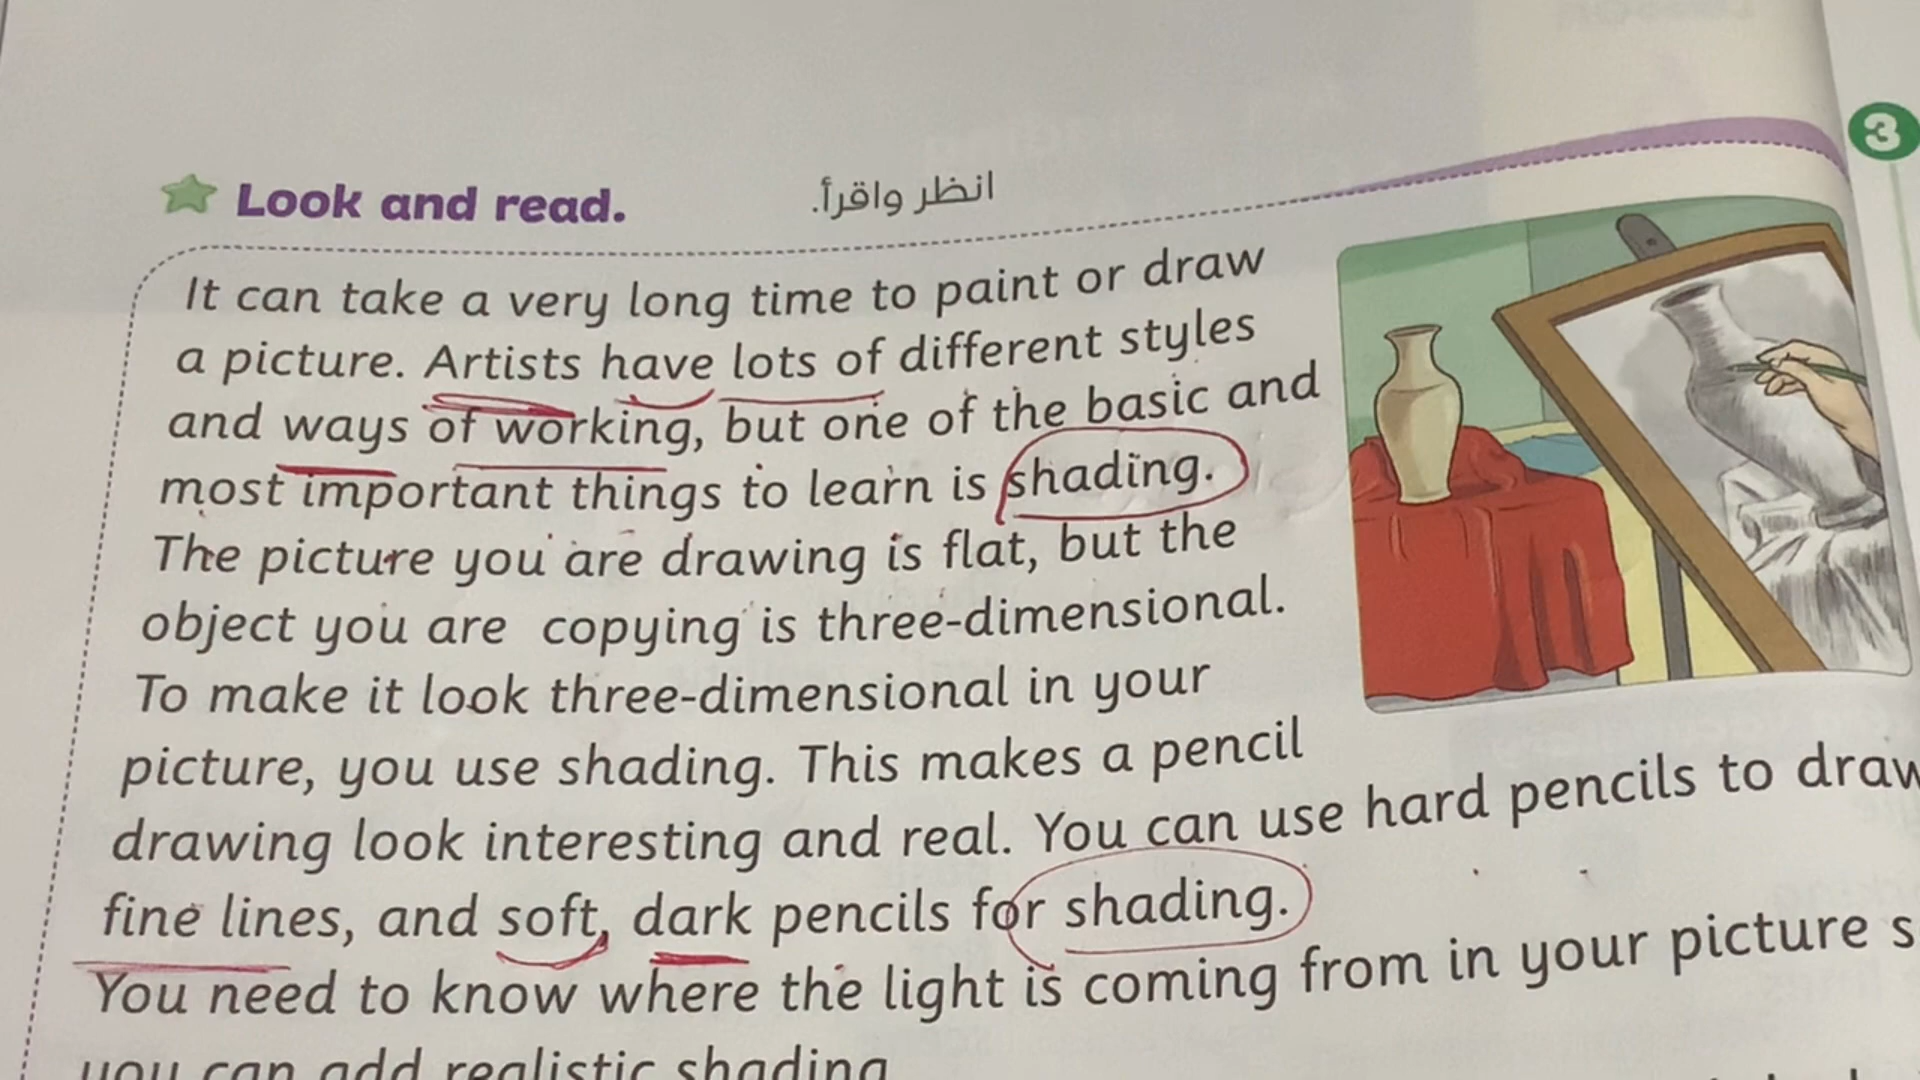 3
Look and read.
انظر واقرأ.
It can take a very long time to paint or draw
a picture. Artists have lots of different styles
and ways of working, but one of the basic and
most important things to learn is shading.
The picture you are drawing is flat, but the
object you are copying is three-dimensional.
To make it look three-dimensional in your
picture, you use shading. This makes a pencil
drawing look interesting and real. You can use hard pencils to draw
fine lines, and soft, dark pencils for shading.
You need to know where the light is coming from in your picture s
you can add realistic shading